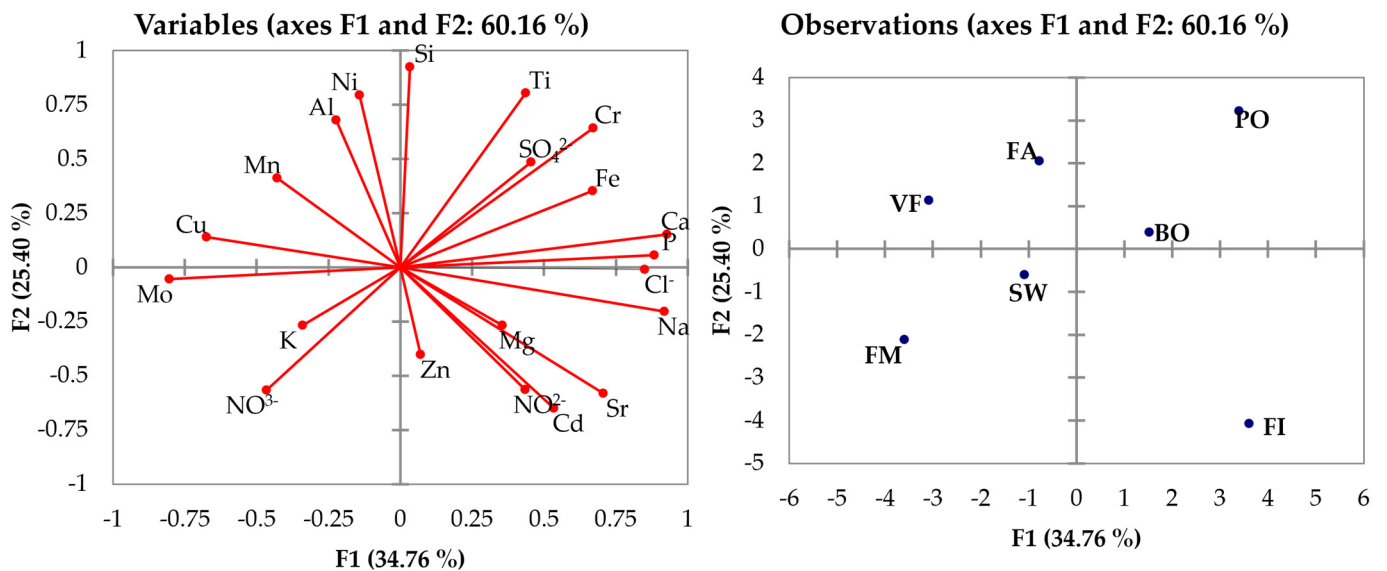 Variables (axes F1 and F2: 60.16 %)
1
0.75
0.5
0.25
0
-0.25
-0.5
-0.75
-1
F2 (25.40 %)
Si
Ni
Ti
Al
Cr
SO₄²⁻
Mn
Fe
Cu
Ca
P
Mo
Cl⁻
Na
K
Mg
Zn
NO³⁻
NO²⁻
Sr
Cd
-1 -0.75 -0.5 -0.25 0 0.25 0.5 0.75 1
F1 (34.76 %)
Observations (axes F1 and F2: 60.16 %)
4
3
2
1
0
-1
-2
-3
-4
-5
F2 (25.40 %)
PO
FA
VF
BO
SW
FM
FI
-6 -5 -4 -3 -2 -1 0 1 2 3 4 5 6
F1 (34.76 %)